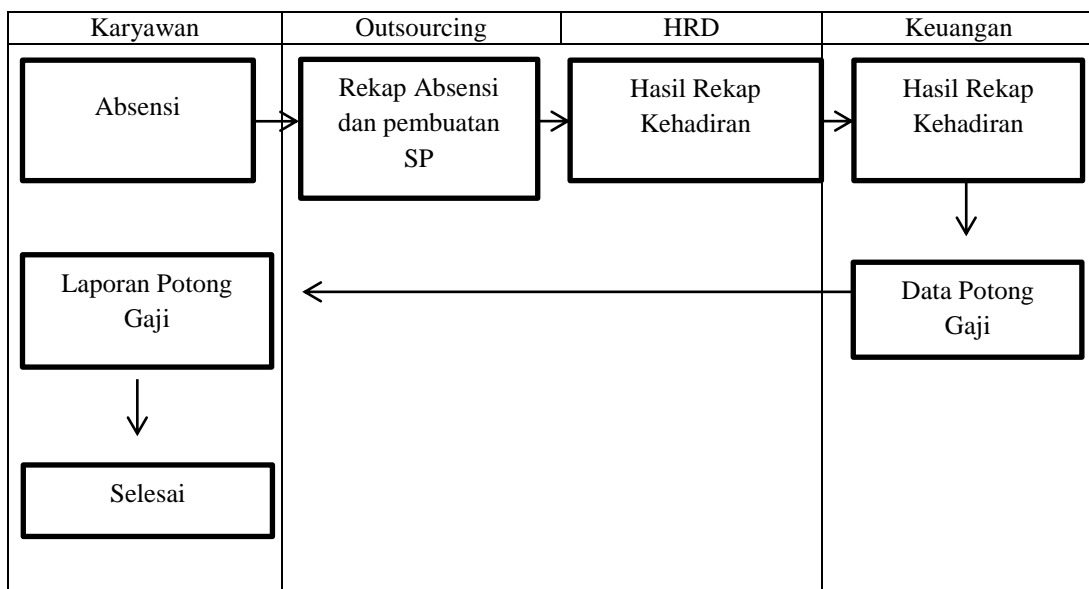 Karyawan
Outsourcing
HRD
Keuangan
Absensi
Rekap Absensi
dan pembuatan
SP
Hasil Rekap
Kehadiran
Hasil Rekap
Kehadiran
Laporan Potong
Gaji
Data Potong
Gaji
Selesai